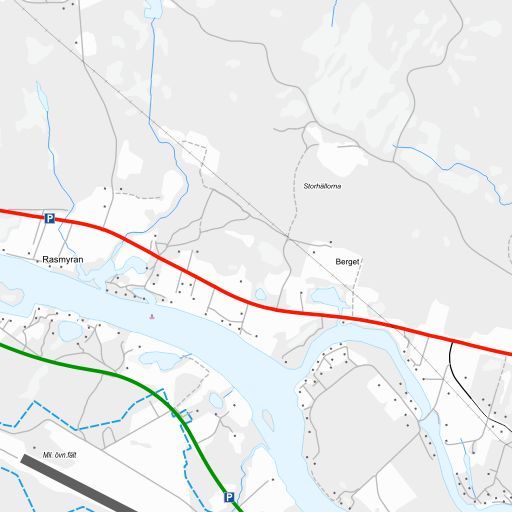 Storhällorna
P
Rasmyran
Berget
Mil. övn.fält
P